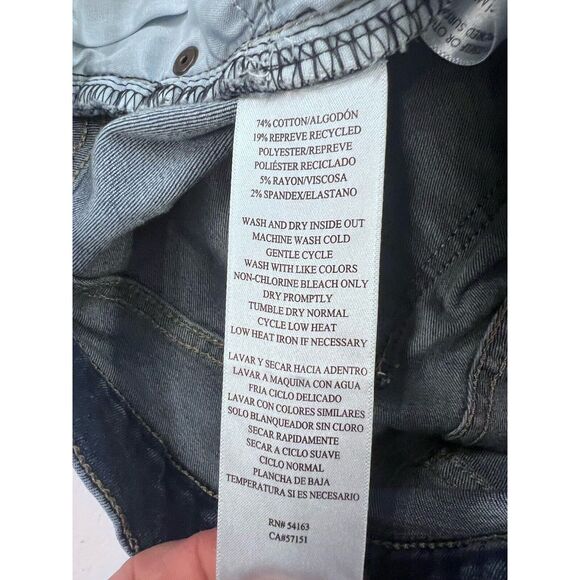 74% COTTON/ALGODÓN
19% REPREVE RECYCLED
POLYESTER/REPREVE
POLIÉSTER RECICLADO
5% RAYON/VISCOSA
2% SPANDEX/ELASTANO
WASH AND DRY INSIDE OUT
MACHINE WASH COLD
GENTLE CYCLE
WASH WITH LIKE COLORS
NON-CHLORINE BLEACH ONLY
DRY PROMPTLY
TUMBLE DRY NORMAL
CYCLE LOW HEAT
LOW HEAT IRON IF NECESSARY
LAVAR Y SECAR HACIA ADENTRO
LAVAR A MAQUINA CON AGUA
FRIA CICLO DELICADO
LAVAR CON COLORES SIMILARES
SOLO BLANQUEADOR SIN CLORO
SECAR RAPIDAMENTE
SECAR A CICLO SUAVE
CICLO NORMAL
PLANCHA DE BAJA
TEMPERATURA SI ES NECESARIO
RN# 54163
CA#57151